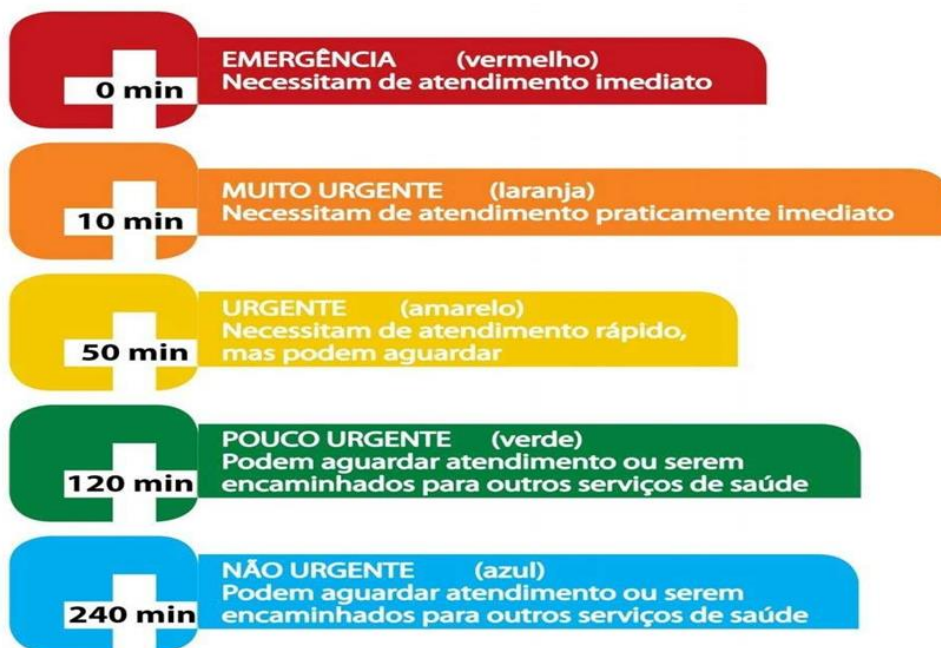 0 min
EMERGÊNCIA (vermelho)
Necessitam de atendimento imediato
10 min
MUITO URGENTE (laranja)
Necessitam de atendimento praticamente imediato
50 min
URGENTE (amarelo)
Necessitam de atendimento rápido,
mas podem aguardar
120 min
POUCO URGENTE (verde)
Podem aguardar atendimento ou serem
encaminhados para outros serviços de saúde
240 min
NÃO URGENTE (azul)
Podem aguardar atendimento ou serem
encaminhados para outros serviços de saúde